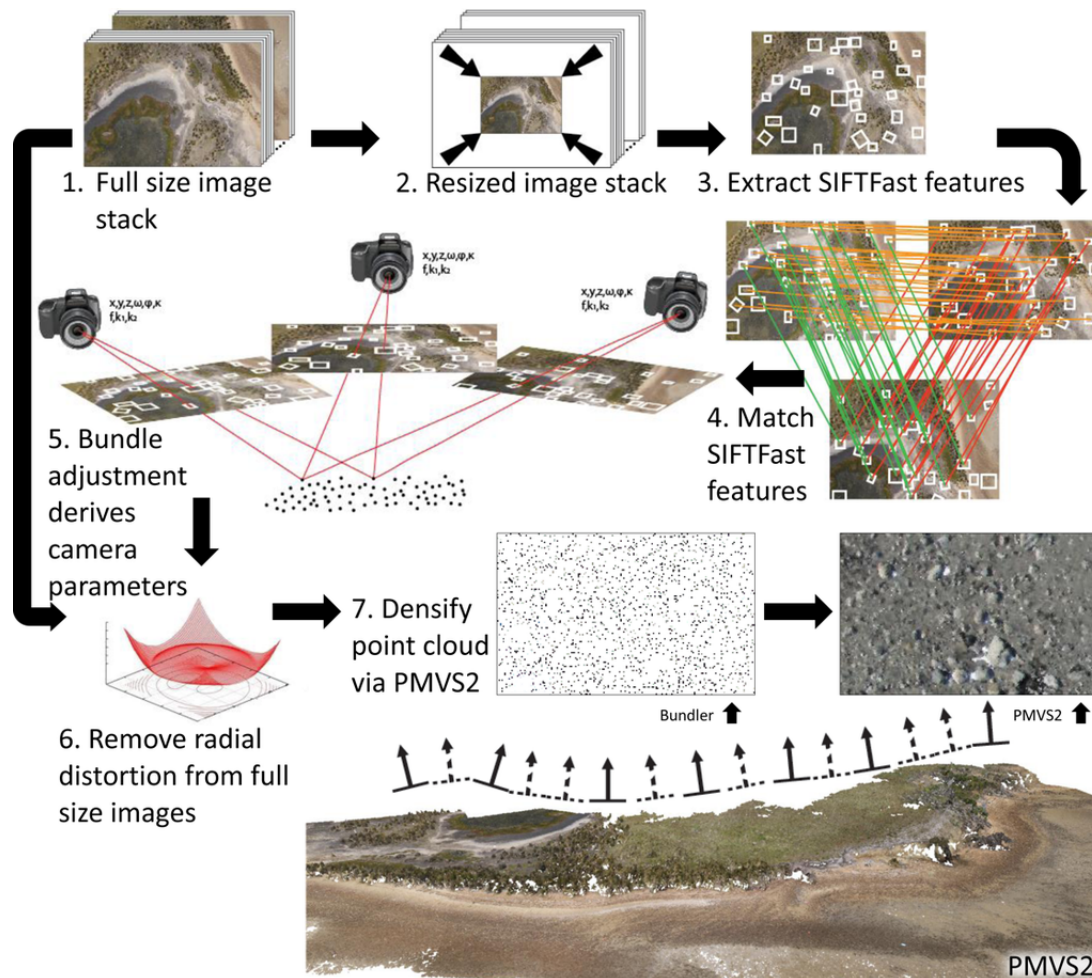 1. Full size image
stack
2. Resized image stack
3. Extract SIFTFast features
x,y,z,ω,φ,κ
f,k₁,k₂
x,y,z,ω,φ,κ
f,k₁,k₂
x,y,z,ω,φ,κ
f,k₁,k₂
4. Match
SIFTFast
features
5. Bundle
adjustment
derives
camera
parameters
6. Remove radial
distortion from full
size images
7. Densify
point cloud
via PMVS2
Bundler
PMVS2
PMVS2